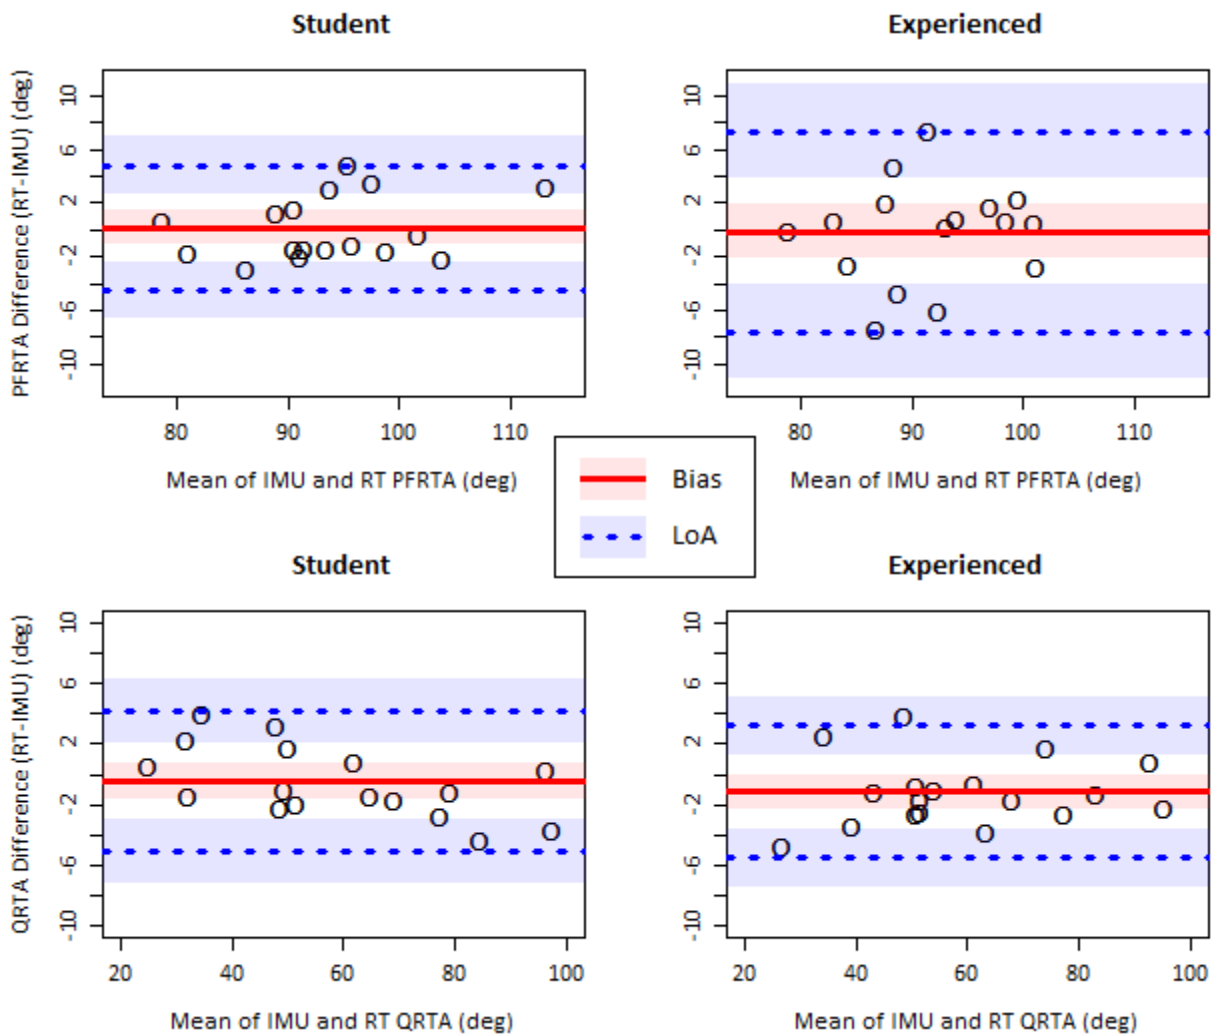 Student
Experienced
PFRTA Difference (RT-IMU) (deg)
10
6
2
-2
-6
-10
80 90 100 110
Mean of IMU and RT PFRTA (deg)
10
6
2
-2
-6
-10
80 90 100 110
Mean of IMU and RT PFRTA (deg)
Bias
LoA
Student
Experienced
QRTA Difference (RT-IMU) (deg)
10
6
2
-2
-6
-10
20 40 60 80 100
Mean of IMU and RT QRTA (deg)
10
6
2
-2
-6
-10
20 40 60 80 100
Mean of IMU and RT QRTA (deg)